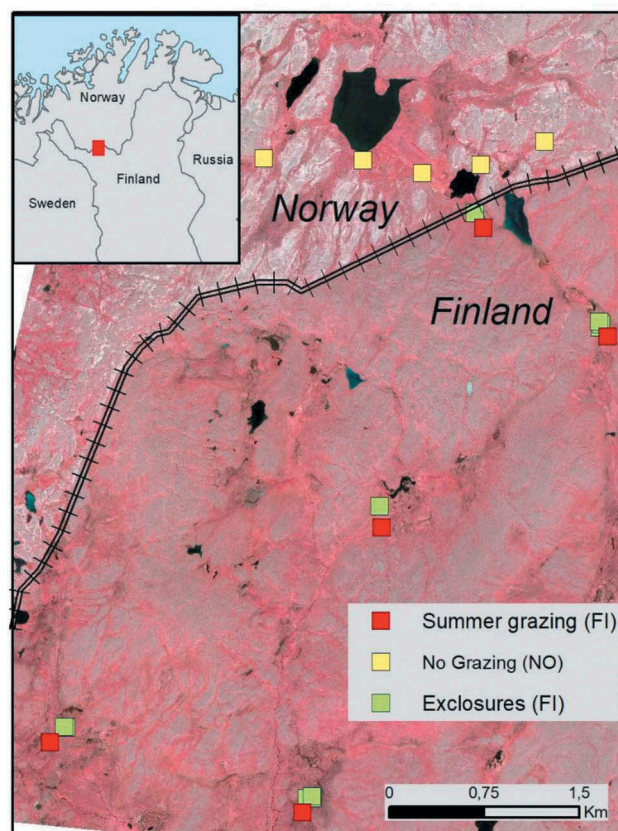 Norway
Russia
Finland
Sweden
Norway
Finland
Summer grazing (FI)
No Grazing (NO)
Exclosures (FI)
0 0,75 1,5
Km